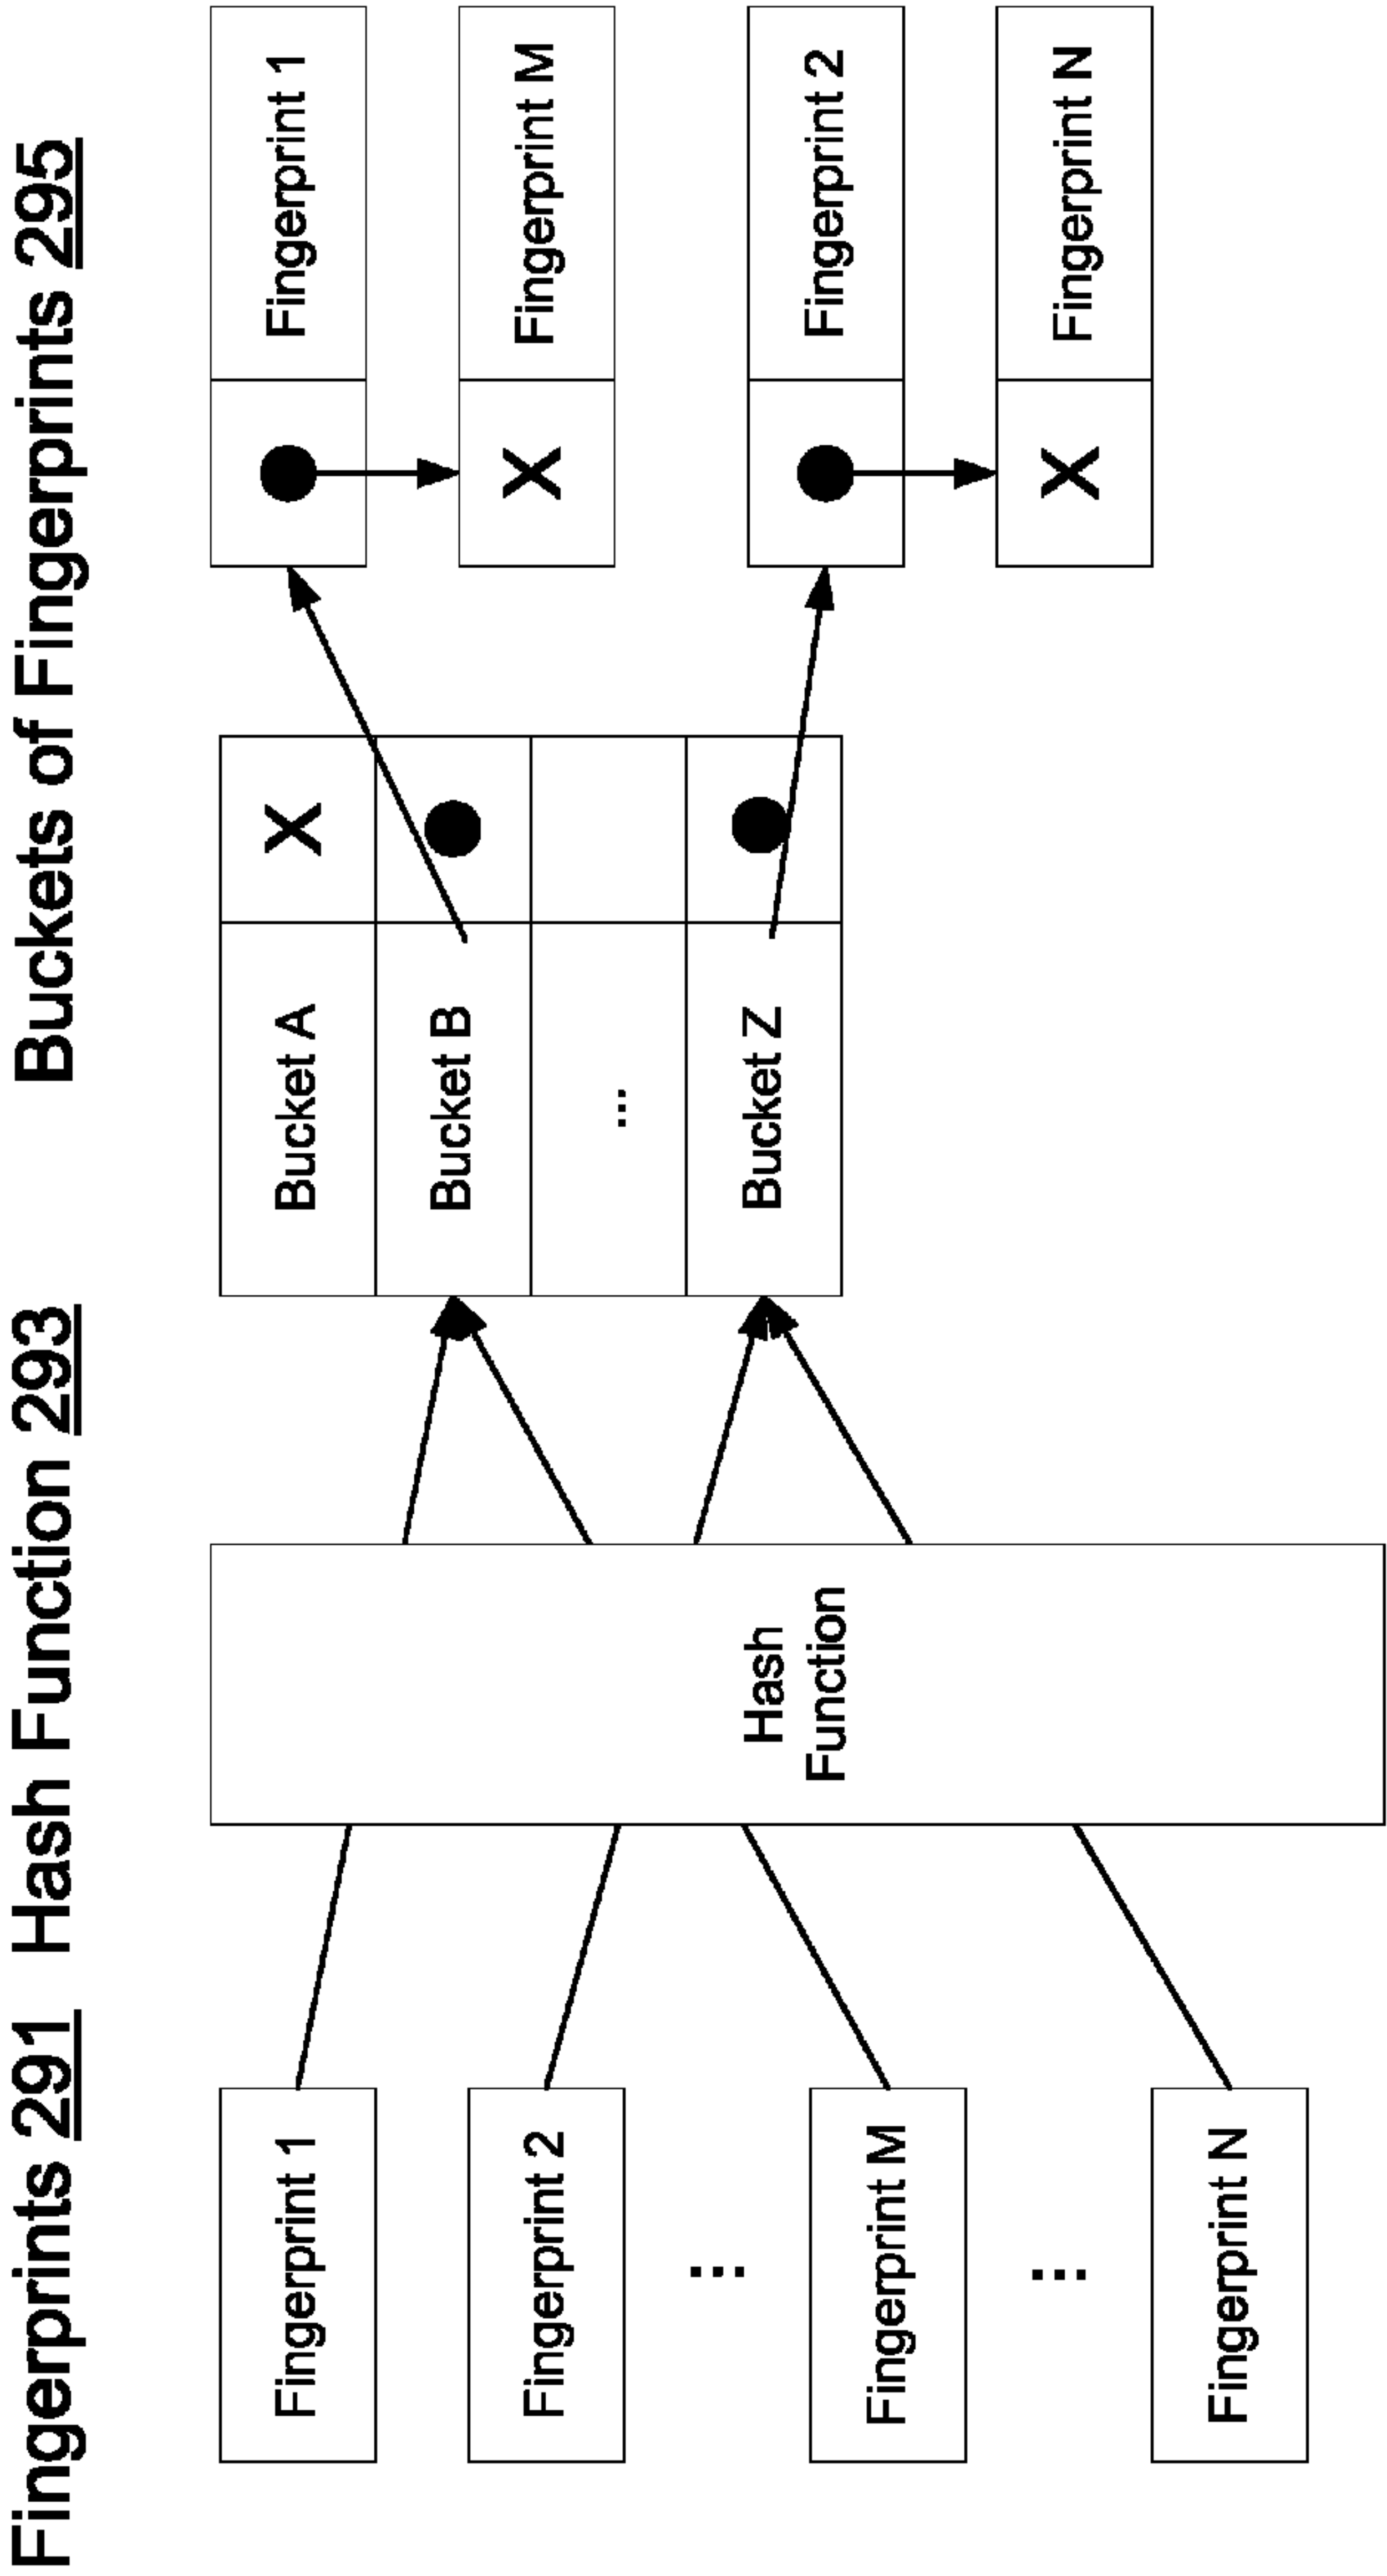 Fingerprints 291 Hash Function 293 Buckets of Fingerprints 295
Fingerprint 1
Fingerprint 2
...
Fingerprint M
...
Fingerprint N
Hash
Function
Bucket A X
Bucket B
...
Bucket Z
Fingerprint 1
X Fingerprint M
Fingerprint 2
X Fingerprint N